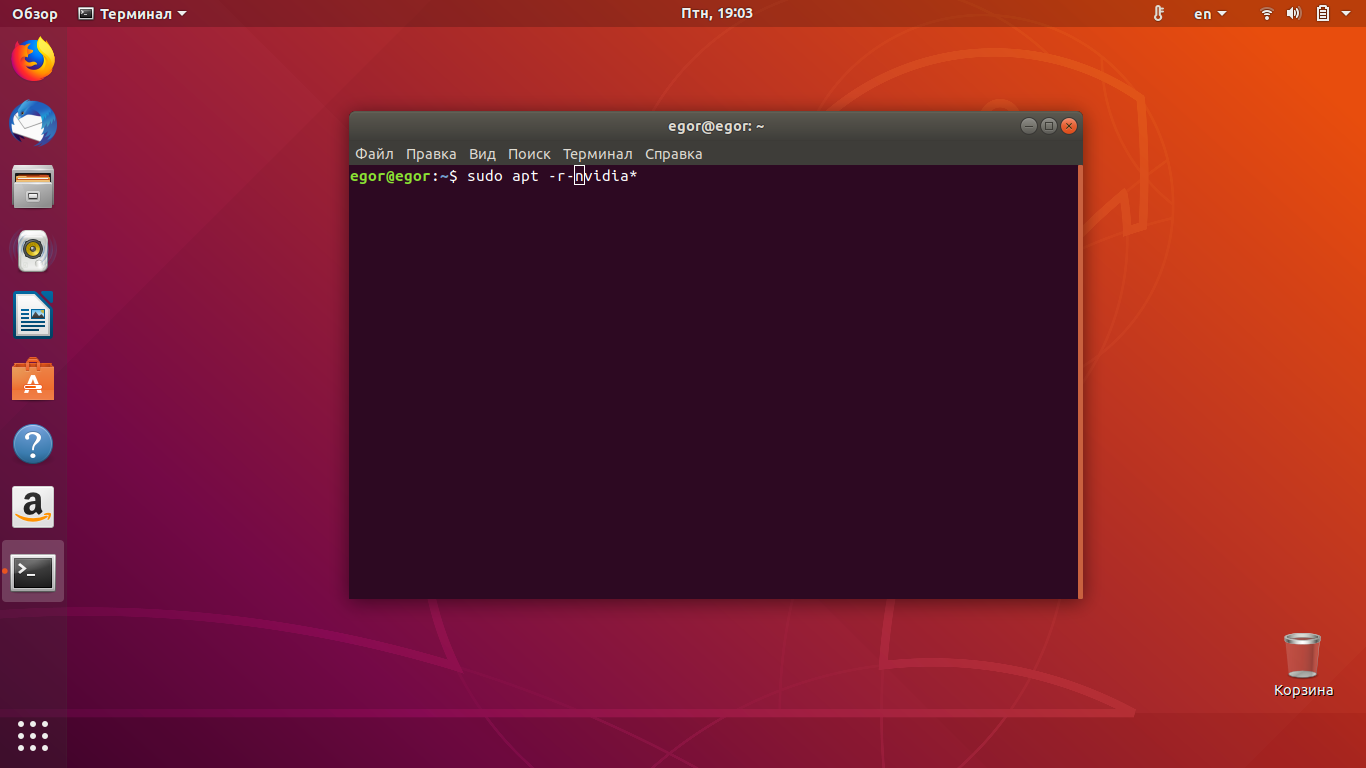 Обзор Терминал Птн, 19:03 en
egor@egor: ~
Файл Правка Вид Поиск Терминал Справка
egor@egor:~$ sudo apt -r-nvidia*
Корзина